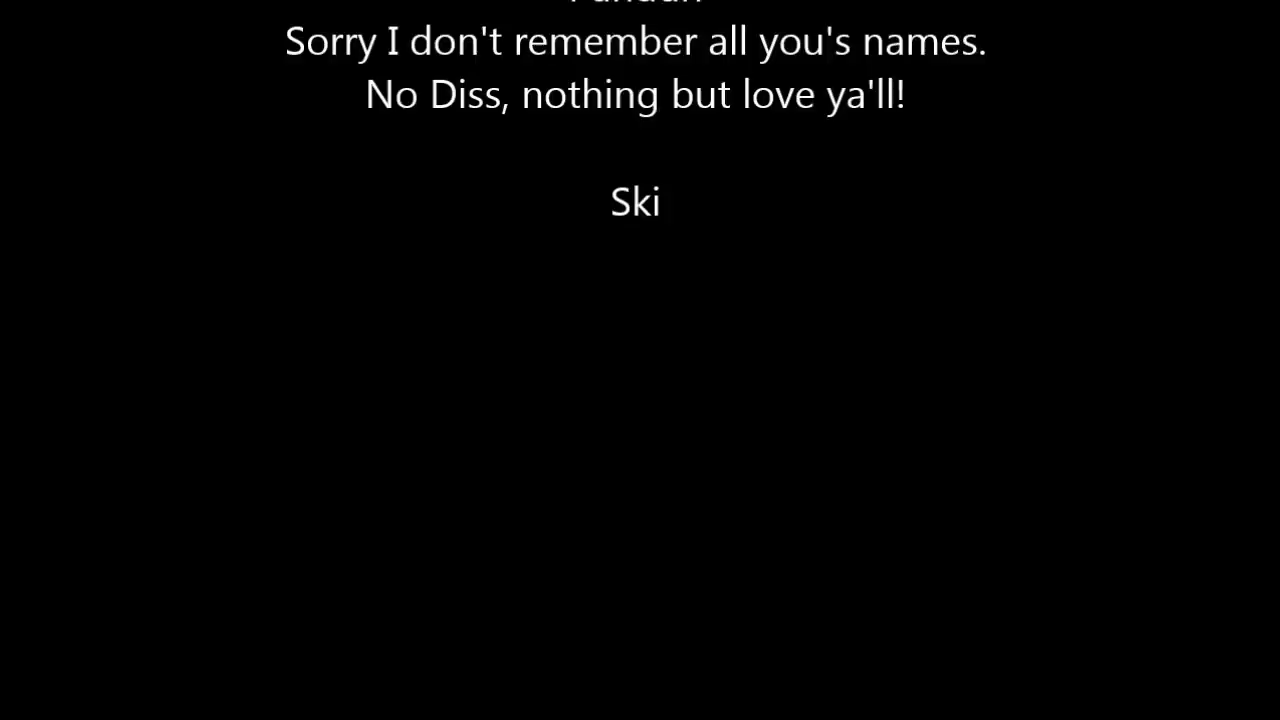 Sorry I don't remember all you's names.
No Diss, nothing but love ya'll!
Ski